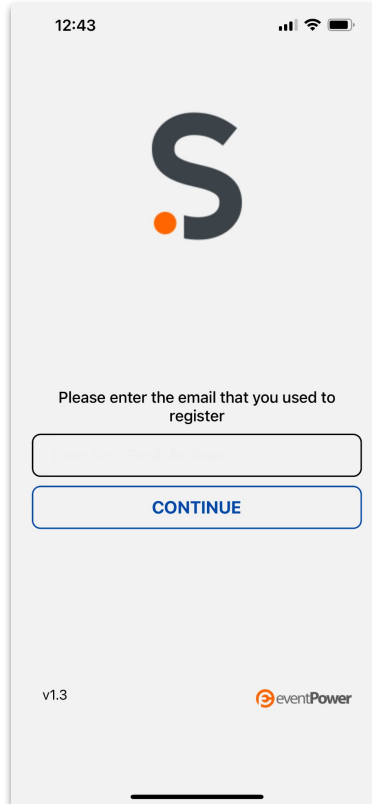 12:43
.S
Please enter the email that you used to
register
CONTINUE
v1.3
eventPower